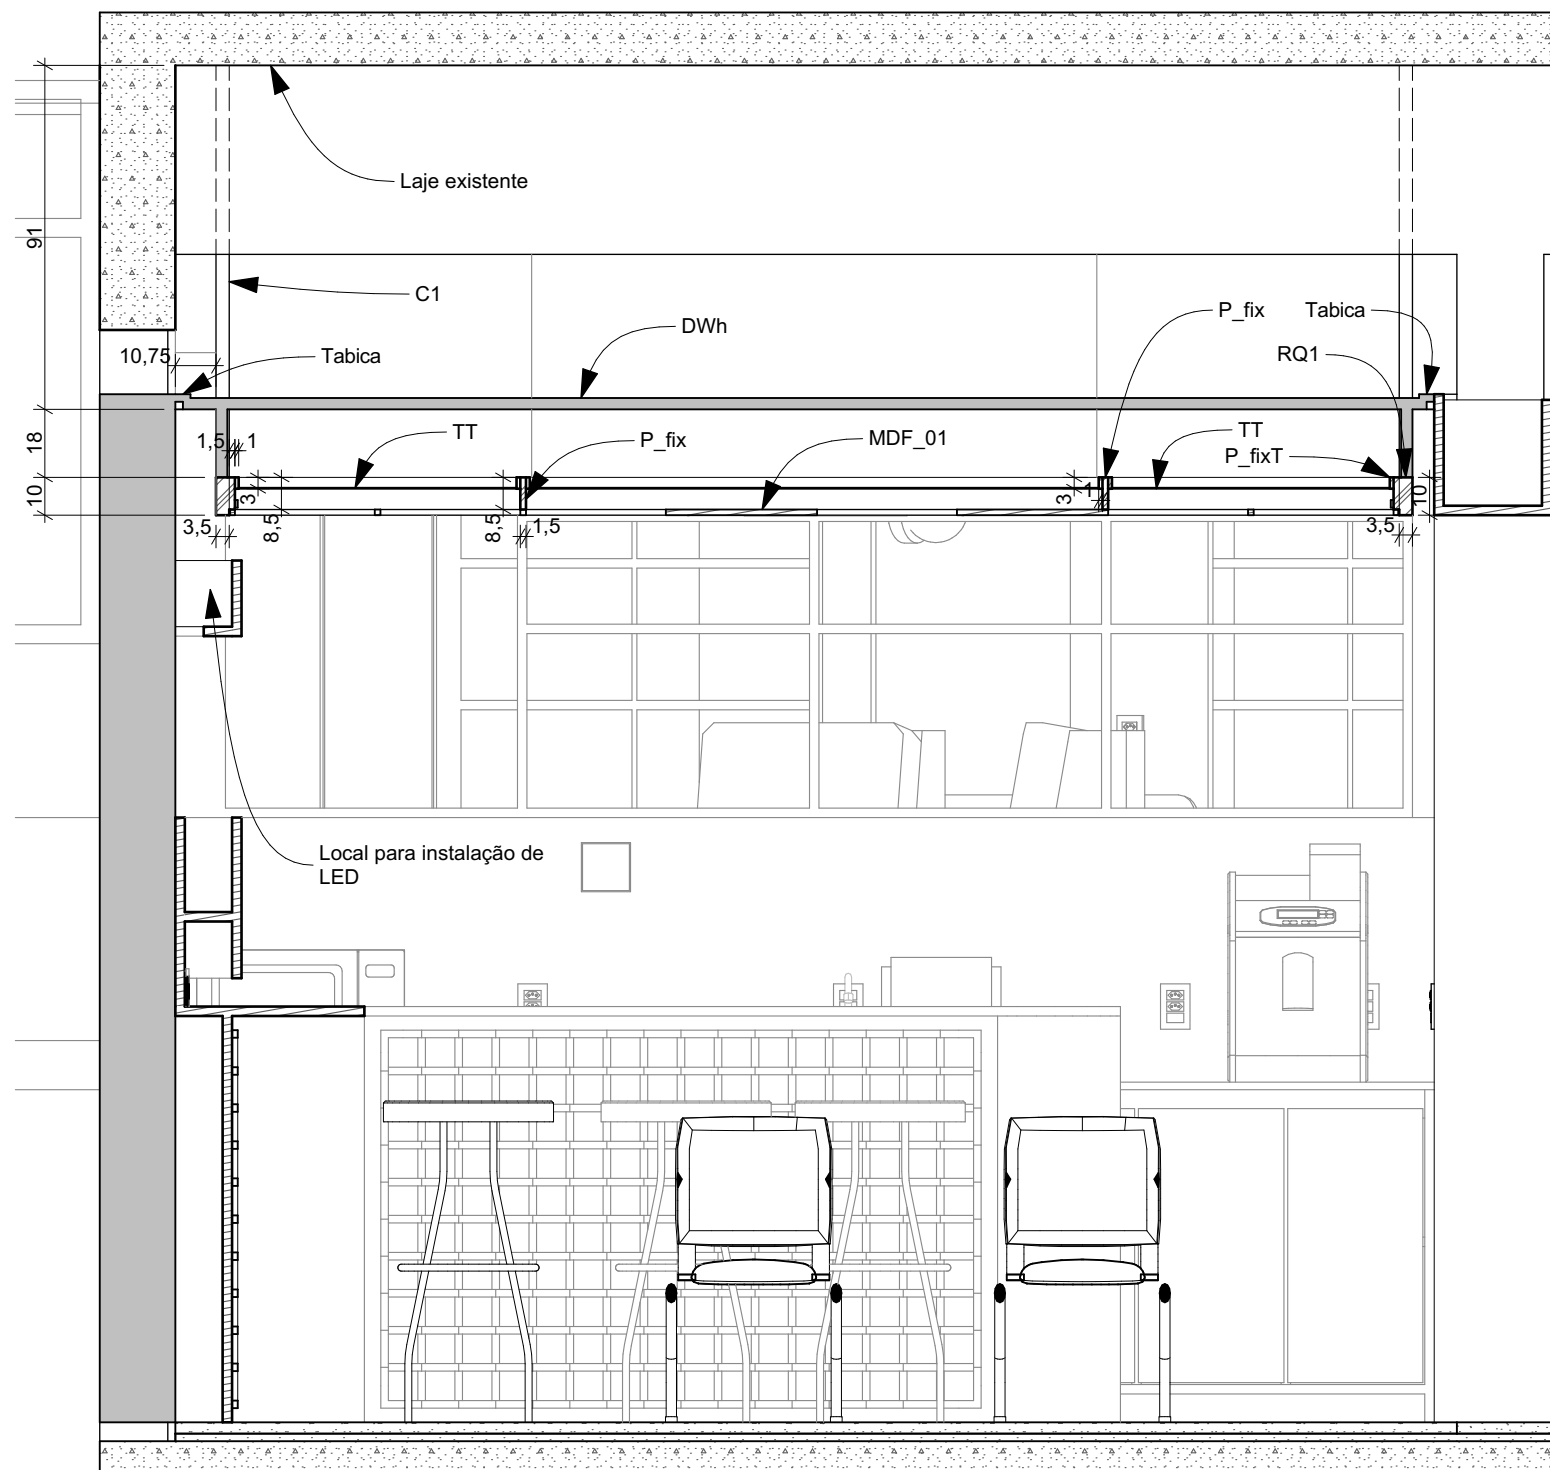 Laje existente
91
C1
P_fix
Tabica
DWh
RQ1
10,75
Tabica
TT
P_fix
MDF_01
TT
P_fixT
18
1,5
1
10
3
8,5
3,5
8,5
1,5
3
1
10
3,5
Local para instalação de
LED